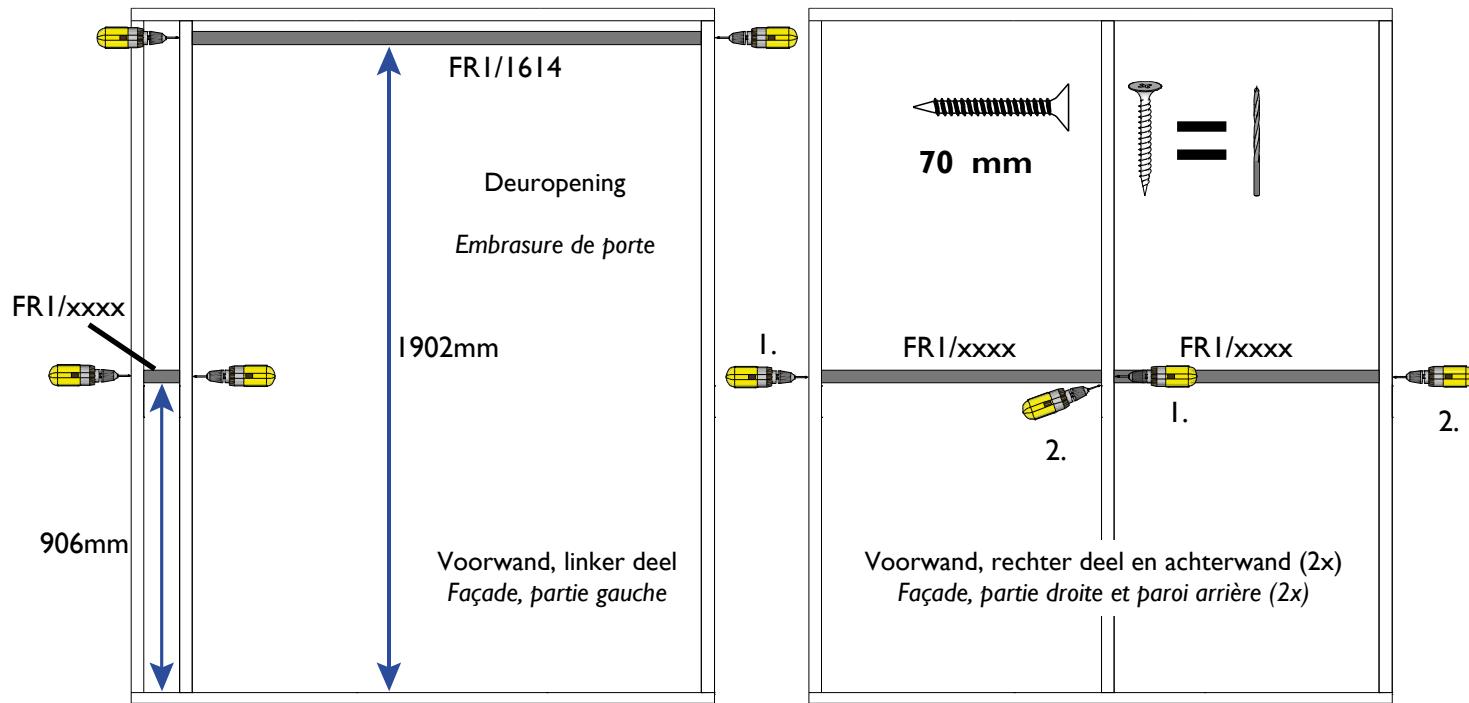 FR1/1614
70 mm
Deuropening
Embrasure de porte
FR1/xxxx
1902mm
1.
FR1/xxxx
FR1/xxxx
1.
2.
2.
906mm
Voorwand, linker deel
Façade, partie gauche
Voorwand, rechter deel en achterwand (2x)
Façade, partie droite et paroi arrière (2x)